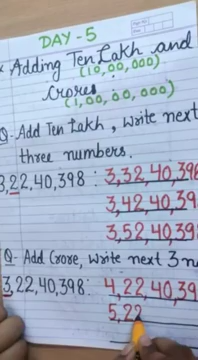 DAY - 5
* Adding Ten Lakh and
(10,00,000)
Crores.
(1,00,00,000)
Q- Add Ten Lakh, write next
three numbers.
3,22,40,398: 3,32,40,398
3,42,40,39
3,52,40,39
Q- Add Crore, write next 3 n
3,22,40,398: 4,22,40,39
5,22